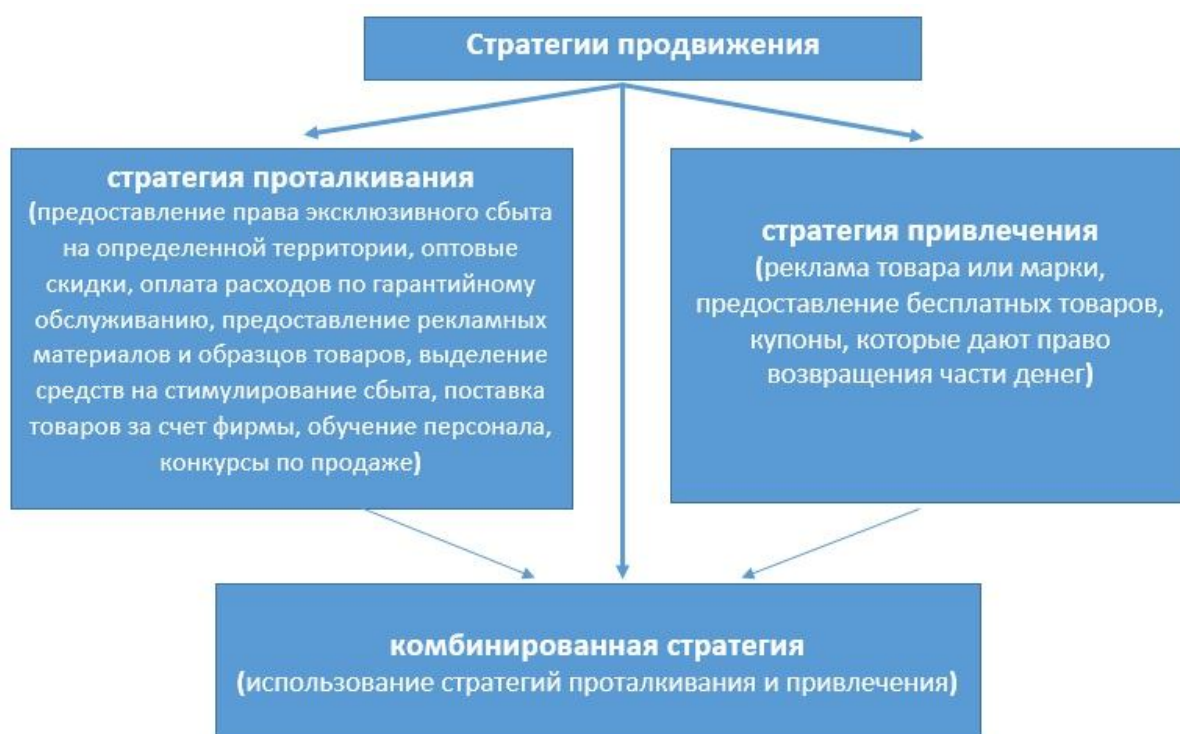 Стратегии продвижения
стратегия проталкивания
(предоставление права эксклюзивного сбыта
на определенной территории, оптовые
скидки, оплата расходов по гарантийному
обслуживанию, предоставление рекламных
материалов и образцов товаров, выделение
средств на стимулирование сбыта, поставка
товаров за счет фирмы, обучение персонала,
конкурсы по продаже)
стратегия привлечения
(реклама товара или марки,
предоставление бесплатных товаров,
купоны, которые дают право
возвращения части денег)
комбинированная стратегия
(использование стратегий проталкивания и привлечения)